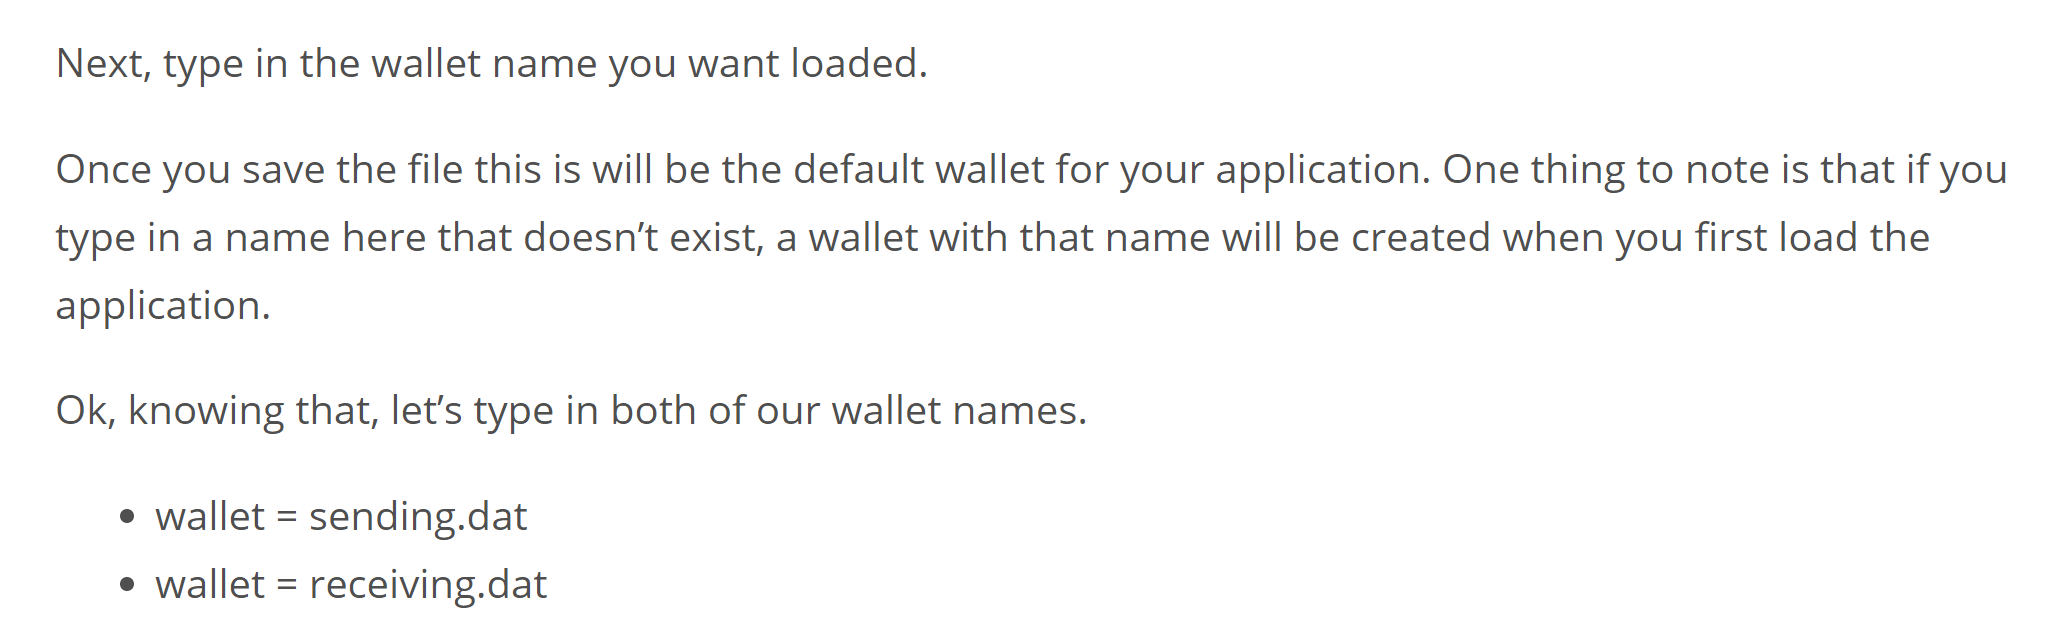 Next, type in the wallet name you want loaded.
Once you save the file this is will be the default wallet for your application. One thing to note is that if you
type in a name here that doesn’t exist, a wallet with that name will be created when you first load the
application.
Ok, knowing that, let’s type in both of our wallet names.
• wallet = sending.dat
• wallet = receiving.dat